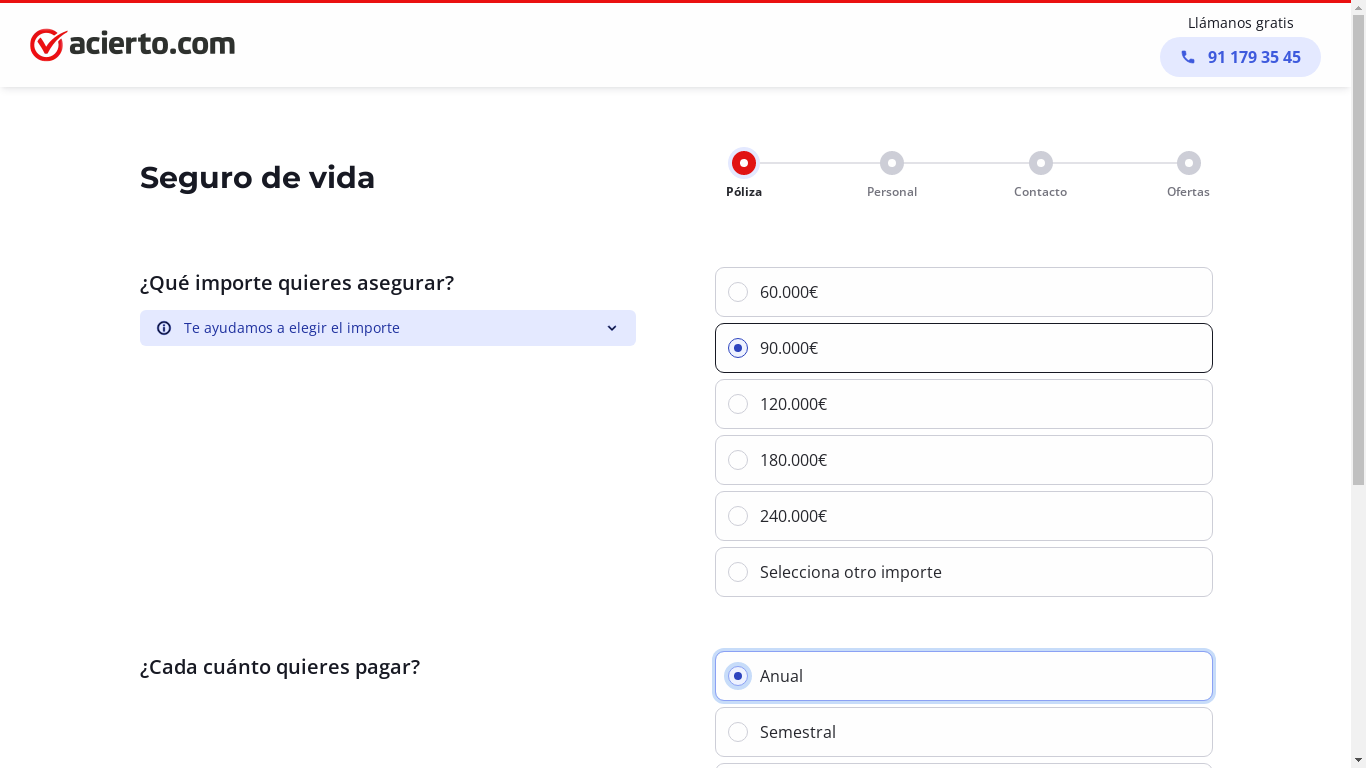 acierto.com
Llámanos gratis
91 179 35 45
Seguro de vida
Póliza
Personal
Contacto
Ofertas
¿Qué importe quieres asegurar?
Te ayudamos a elegir el importe
60.000€
90.000€
120.000€
180.000€
240.000€
Selecciona otro importe
¿Cada cuánto quieres pagar?
Anual
Semestral